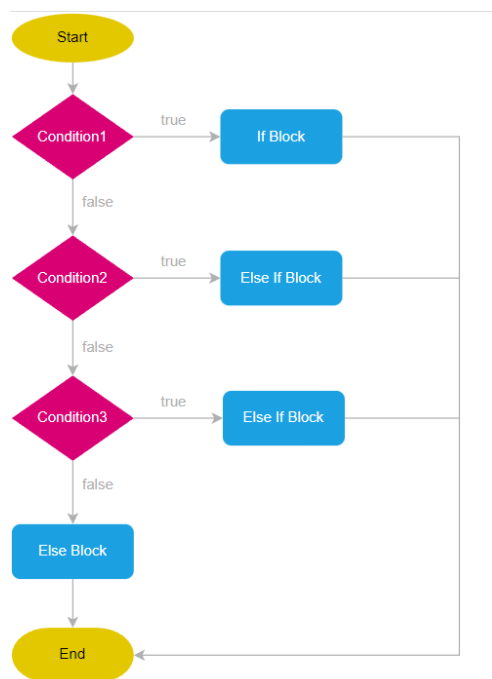 Start
Condition1
true
If Block
false
Condition2
true
Else If Block
false
Condition3
true
Else If Block
false
Else Block
End